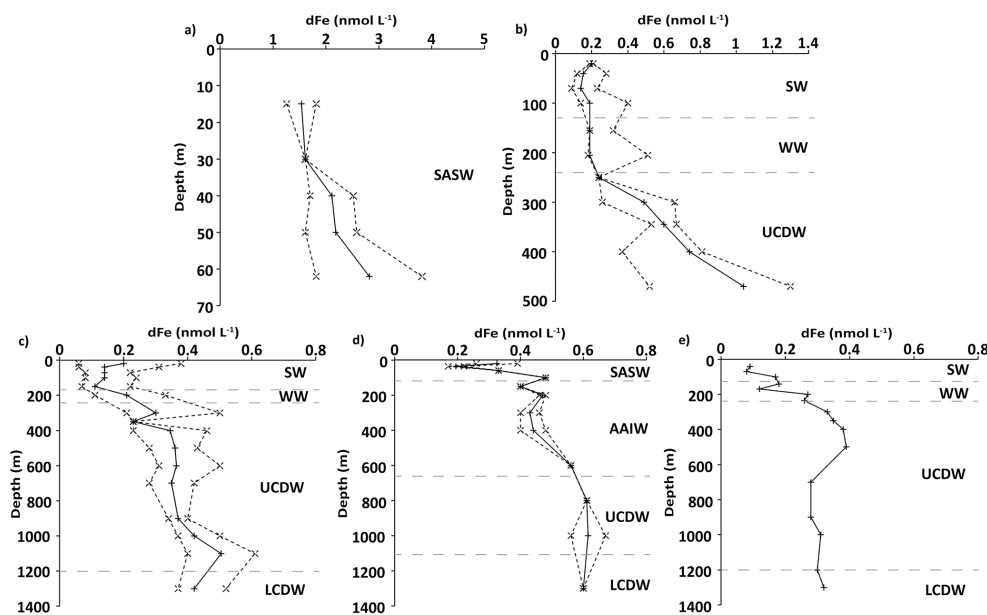 dFe (nmol L-1)
a)
0 1 2 3 4 5
0
10
20
30
40
50
60
70
Depth (m)
SASW
dFe (nmol L-1)
b)
0 0.2 0.4 0.6 0.8 1 1.2 1.4
0
100
200
300
400
500
Depth (m)
SW
WW
UCDW
dFe (nmol L-1)
c)
0 0.2 0.4 0.6 0.8
0
200
400
600
800
1000
1200
1400
Depth (m)
SW
WW
UCDW
LCDW
dFe (nmol L-1)
d)
0 0.2 0.4 0.6 0.8
0
200
400
600
800
1000
1200
1400
Depth (m)
SASW
AAIW
UCDW
LCDW
dFe (nmol L-1)
e)
0 0.2 0.4 0.6 0.8
0
200
400
600
800
1000
1200
1400
Depth (m)
SW
WW
UCDW
LCDW